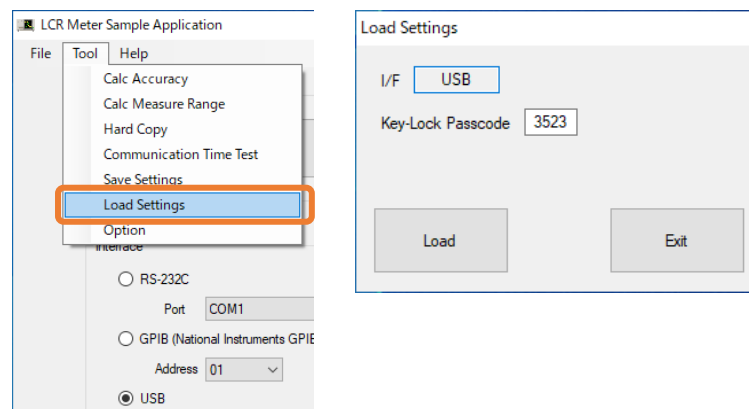 LCR Meter Sample Application
File Tool Help
Calc Accuracy
Calc Measure Range
Hard Copy
Communication Time Test
Save Settings
Load Settings
Option
Interface
RS-232C
Port COM1
GPIB (National Instruments GPIB
Address 01
USB
Load Settings
I/F USB
Key-Lock Passcode 3523
Load Exit